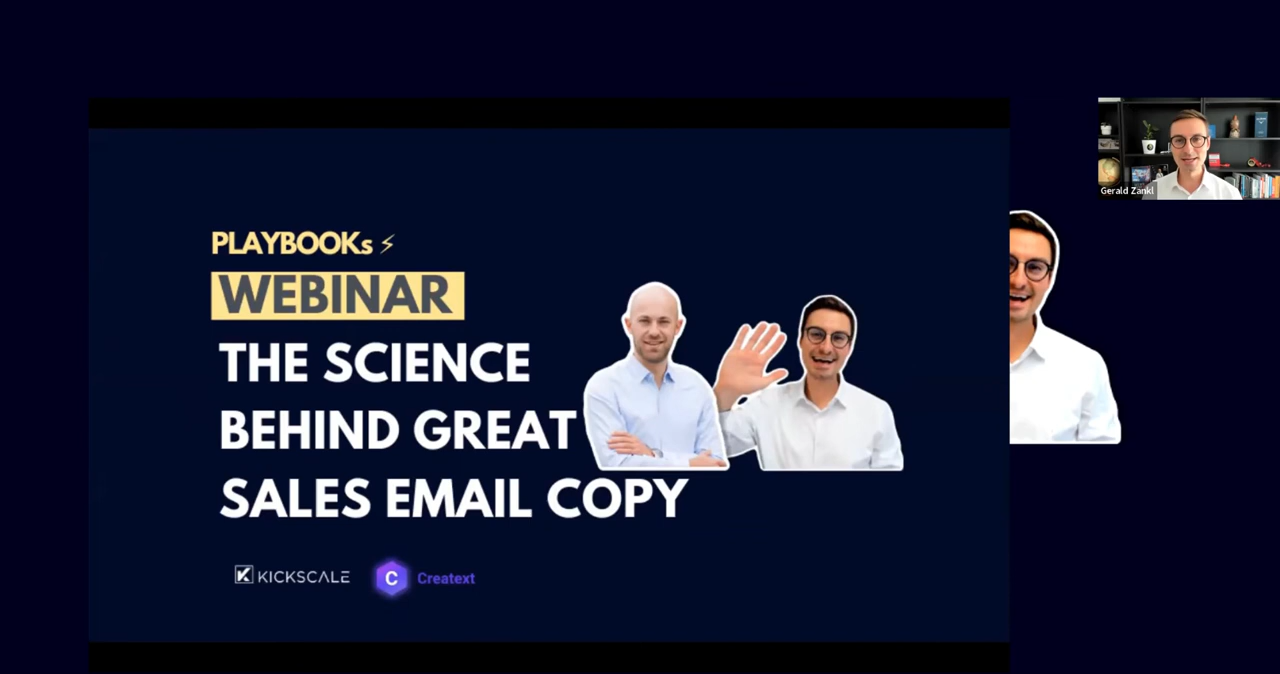 PLAYBOOKs⚡
WEBINAR
THE SCIENCE
BEHIND GREAT
SALES EMAIL COPY
KICKSCALE
C Creatext
Gerald Zankl